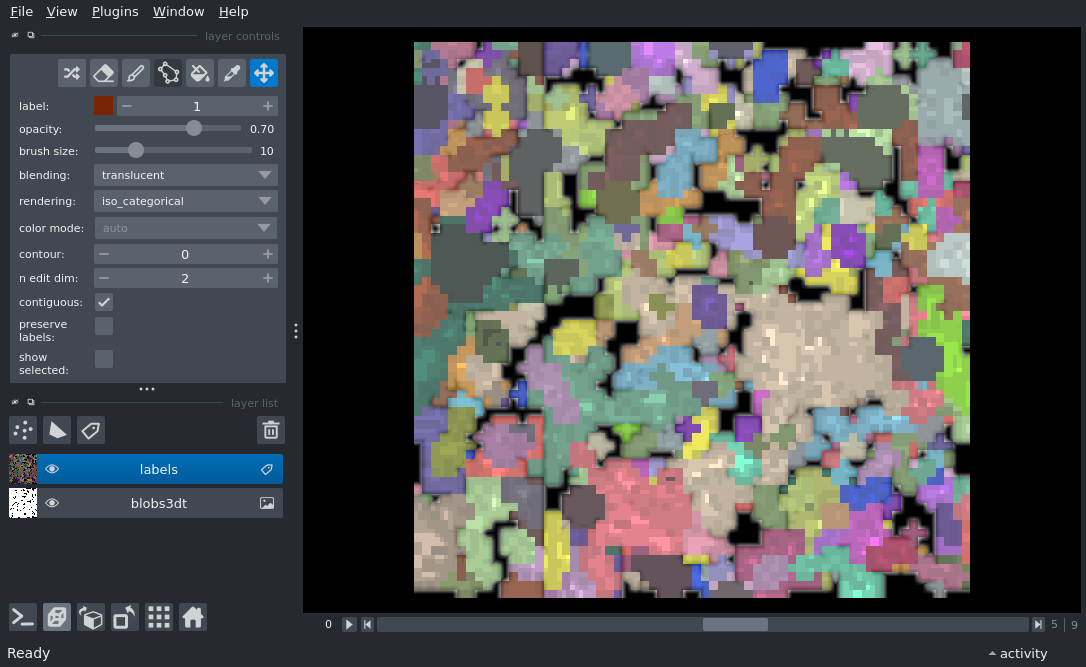 File View Plugins Window Help
layer controls
label: 1
opacity: 0.70
brush size: 10
blending: translucent
rendering: iso_categorical
color mode: auto
contour: 0
n edit dim: 2
contiguous:
preserve
labels:
show
selected:
layer list
labels
blobs3dt
0 5 | 9
Ready activity